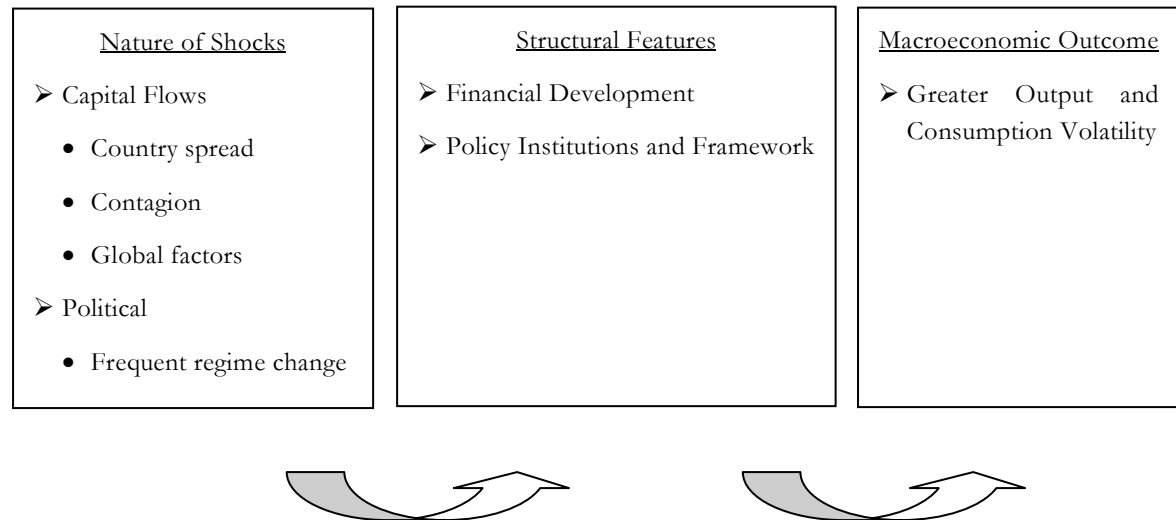 Nature of Shocks
➢ Capital Flows
• Country spread
• Contagion
• Global factors
➢ Political
• Frequent regime change
Structural Features
➢ Financial Development
➢ Policy Institutions and Framework
Macroeconomic Outcome
➢ Greater Output and
Consumption Volatility